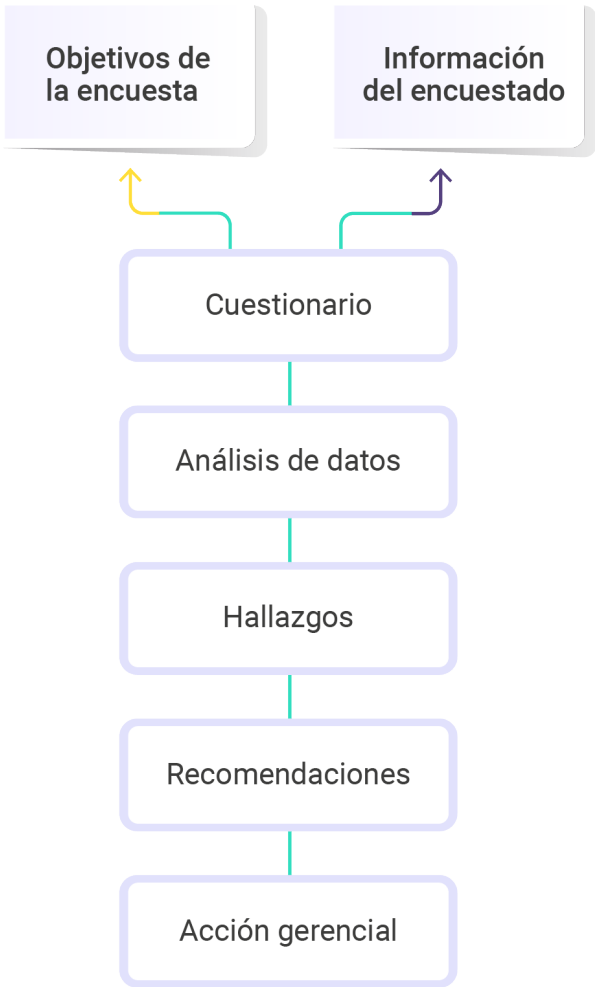 Objetivos de
la encuesta
Información
del encuestado
Cuestionario
Análisis de datos
Hallazgos
Recomendaciones
Acción gerencial